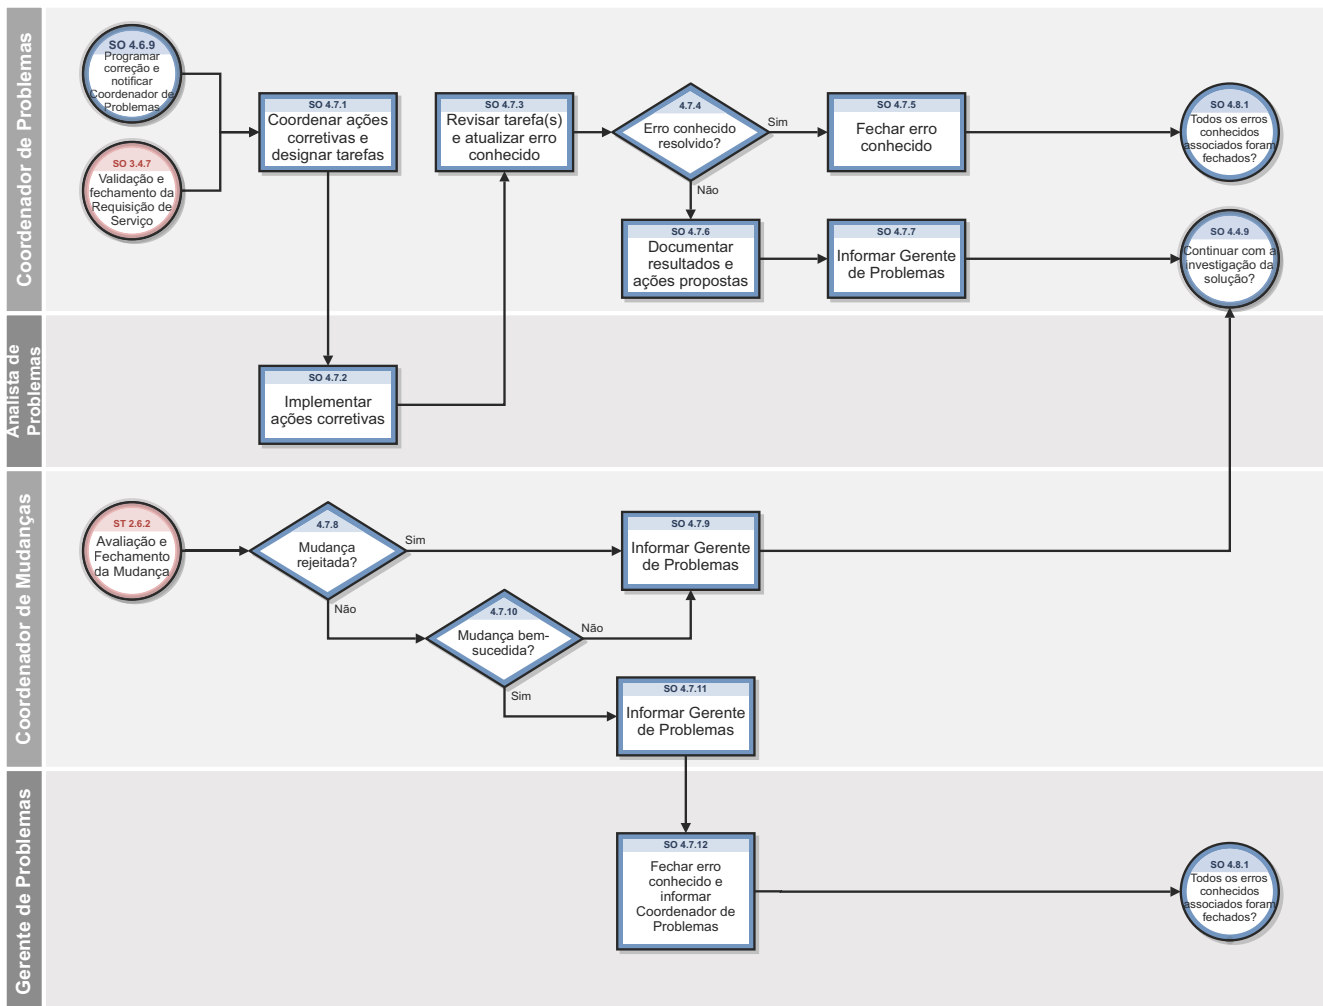 Coordenador de Problemas
SO 4.6.9
Programar
correção e
notificar
Coordenador de
Problemas
SO 3.4.7
Validação e
fechamento da
Requisição de
Serviço
SO 4.7.1
Coordenar ações
corretivas e
designar tarefas
SO 4.7.3
Revisar tarefa(s)
e atualizar erro
conhecido
4.7.4
Erro conhecido
resolvido?
Sim
Não
SO 4.7.5
Fechar erro
conhecido
SO 4.8.1
Todos os erros
conhecidos
associados foram
fechados?
SO 4.7.6
Documentar
resultados e
ações propostas
SO 4.7.7
Informar Gerente
de Problemas
SO 4.4.9
Continuar com a
investigação da
solução?
Analista de
Problemas
SO 4.7.2
Implementar
ações corretivas
Coordenador de Mudanças
ST 2.6.2
Avaliação e
Fechamento
da Mudança
4.7.8
Mudança
rejeitada?
Sim
Não
SO 4.7.9
Informar Gerente
de Problemas
4.7.10
Mudança bem-
sucedida?
Não
Sim
SO 4.7.11
Informar Gerente
de Problemas
Gerente de Problemas
SO 4.7.12
Fechar erro
conhecido e
informar
Coordenador de
Problemas
SO 4.8.1
Todos os erros
conhecidos
associados foram
fechados?